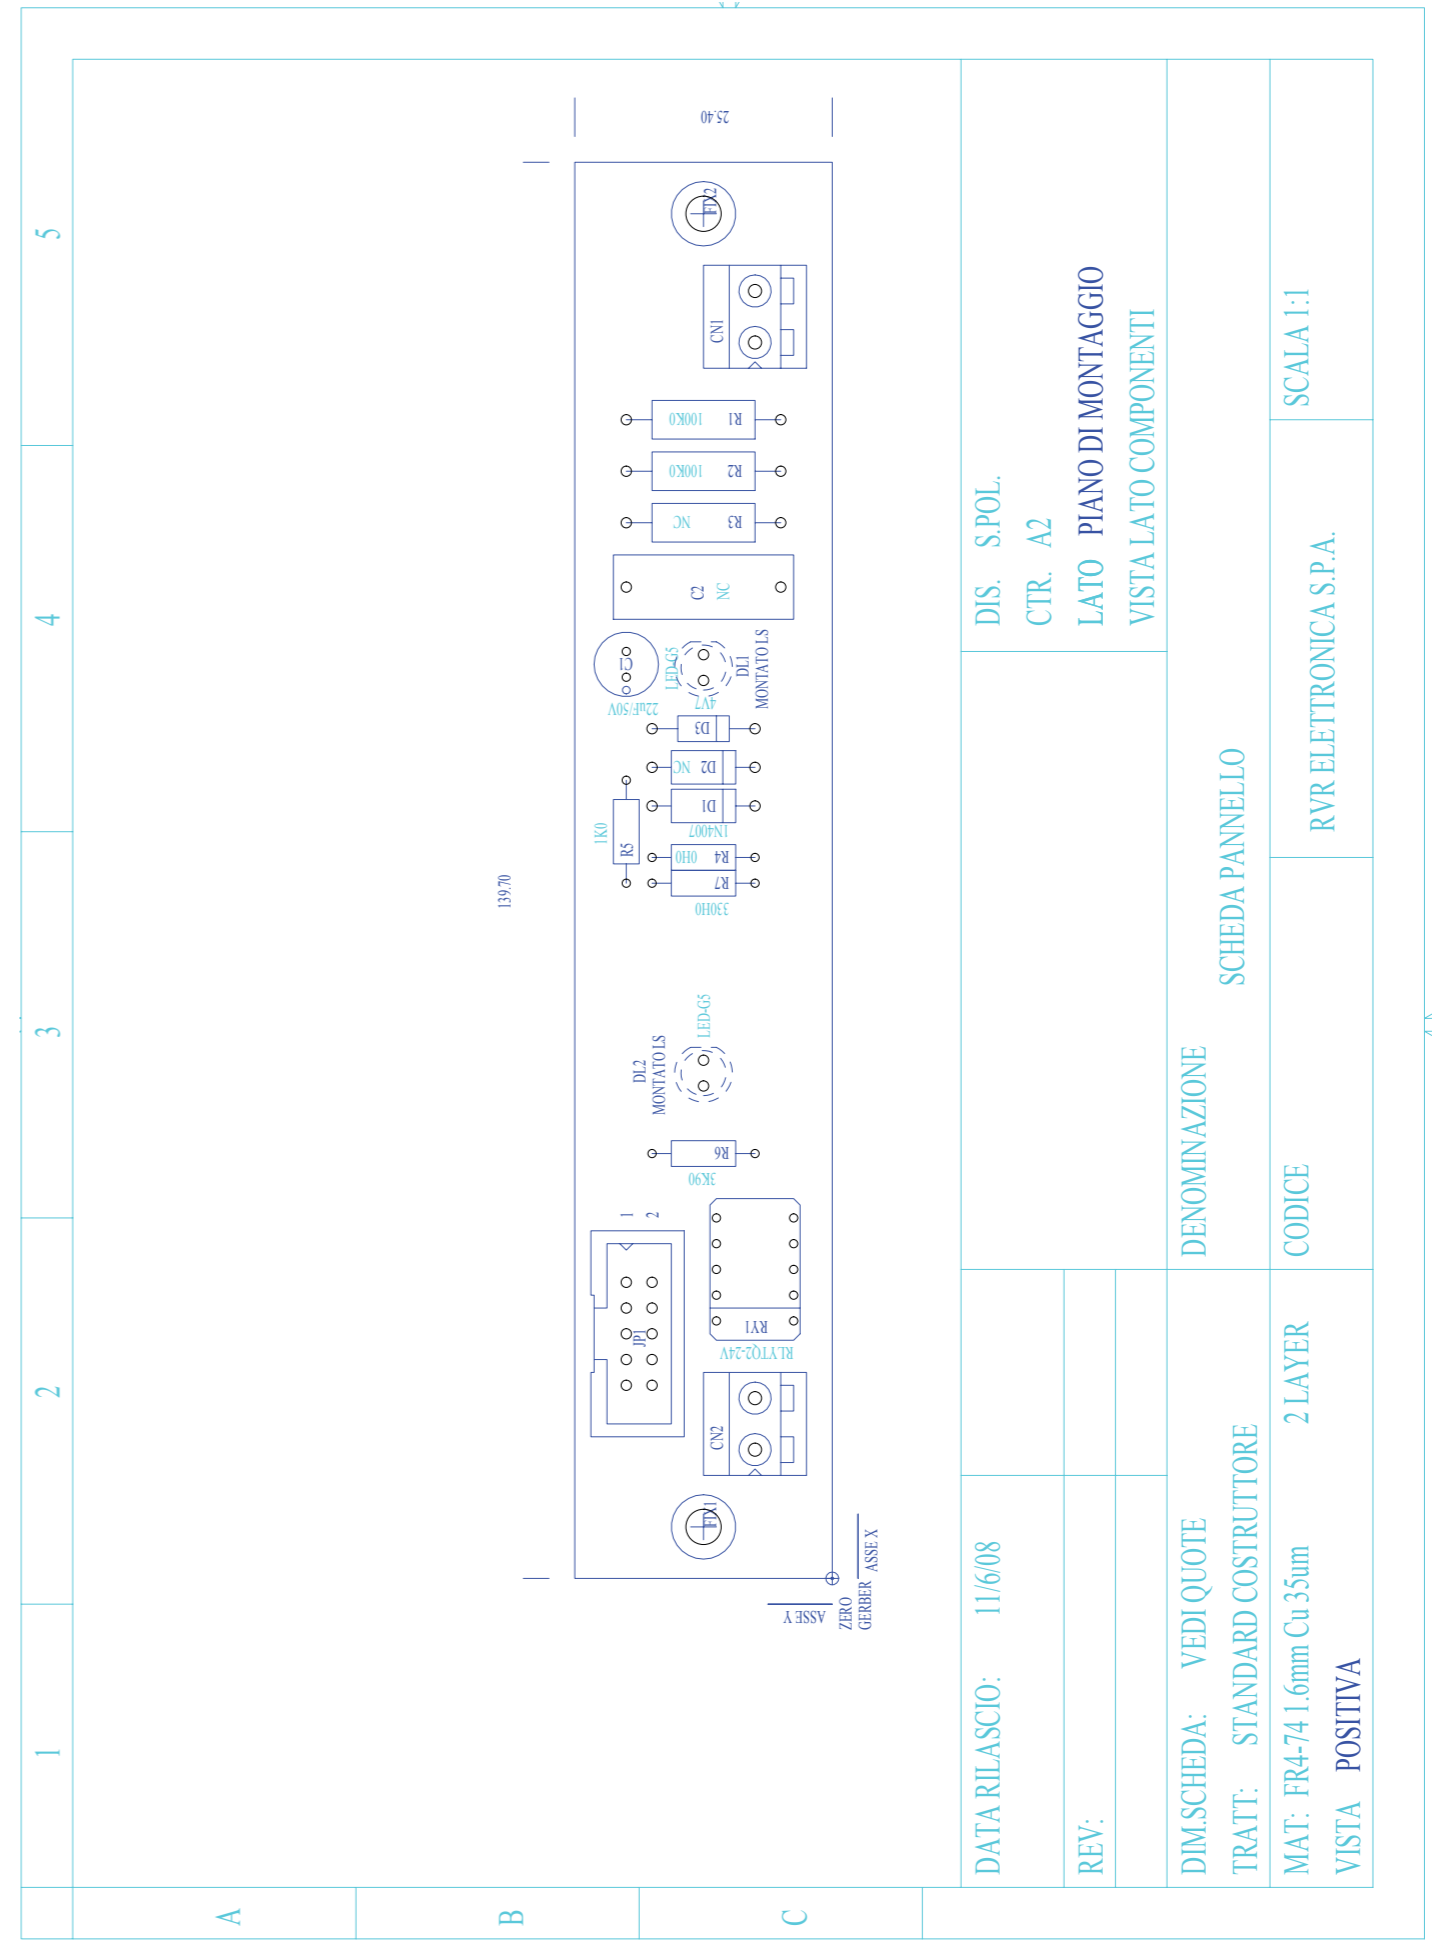 1
2
3
4
5
A
B
C
139.70
25.40
FIX1
CN2
JP1
1
2
RY1
RLYTQ2-24V
R6
3K90
DL2
MONTATO LS
LED-G5
R7
330H0
R4
0H0
R5
1K0
D1
1N4007
D2
NC
D3
4V7
C1
22uF/50V
LED-G5
DL1
MONTATO LS
C2
NC
R3
NC
R2
100K0
R1
100K0
CN1
FIX2
ASSE Y
ZERO
GERBER
ASSE X
DATA RILASCIO: 11/6/08
REV:
DIM.SCHEDA: VEDI QUOTE
TRATT: STANDARD COSTRUTTORE
MAT: FR4-74 1.6mm Cu 35um 2 LAYER
VISTA POSITIVA
DIS. S.POL.
CTR. A2
LATO PIANO DI MONTAGGIO
VISTA LATO COMPONENTI
DENOMINAZIONE
SCHEDA PANNELLO
CODICE
RVR ELETTRONICA S.P.A.
SCALA 1:1